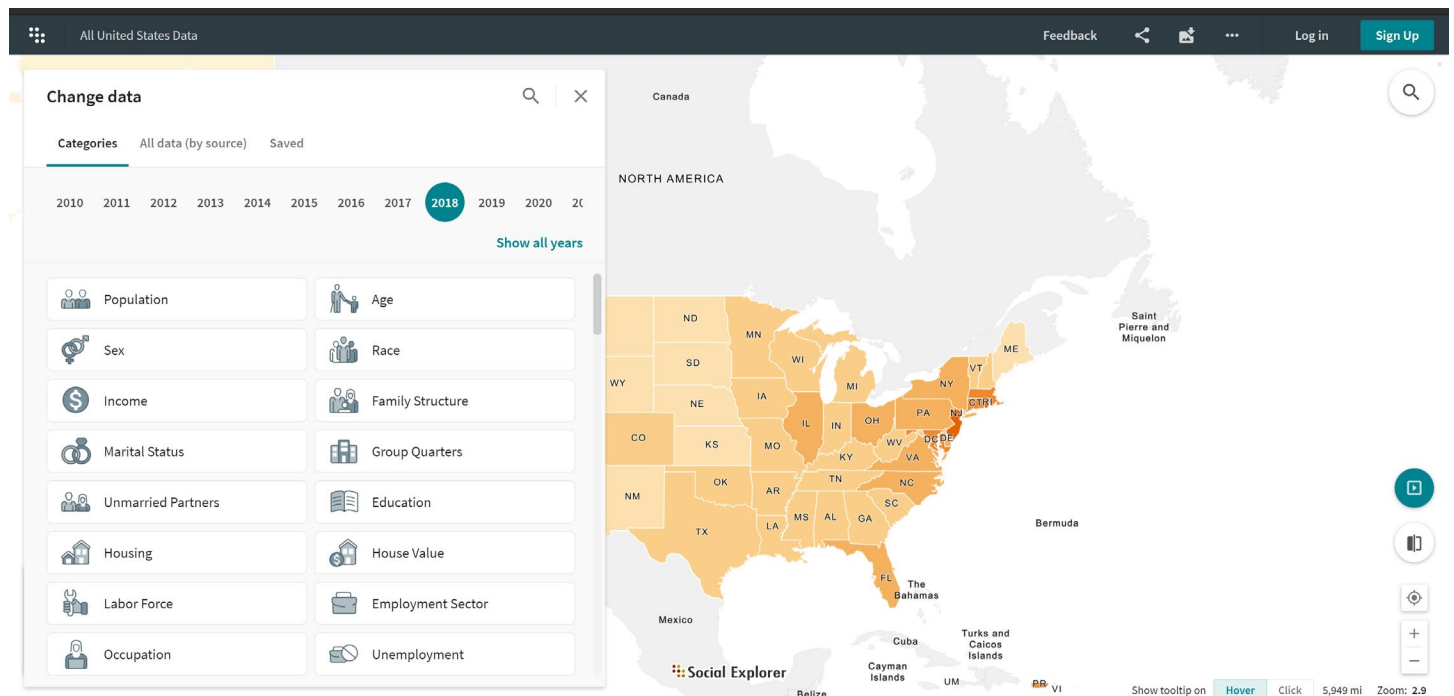 All United States Data
Feedback
Log in
Sign Up
Change data
Categories All data (by source) Saved
2010 2011 2012 2013 2014 2015 2016 2017 2018 2019 2020
Show all years
Population
Age
Sex
Race
Income
Family Structure
Marital Status
Group Quarters
Unmarried Partners
Education
Housing
House Value
Labor Force
Employment Sector
Occupation
Unemployment
Canada
NORTH AMERICA
Saint
Pierre and
Miquelon
ND
MN
ME
SD
WI
VT
WY
MI
NY
NE
IA
CT RI
PA
NJ
IL
IN
OH
CO
KS
MO
WV
DC DE
KY
VA
OK
TN
NC
NM
AR
SC
MS
AL
GA
TX
LA
Bermuda
FL
The
Bahamas
Mexico
Cuba
Turks and
Caicos
Islands
Cayman
Islands
UM
PR
VI
Belize
Social Explorer
Show tooltip on Hover Click 5,949 mi Zoom: 2.9